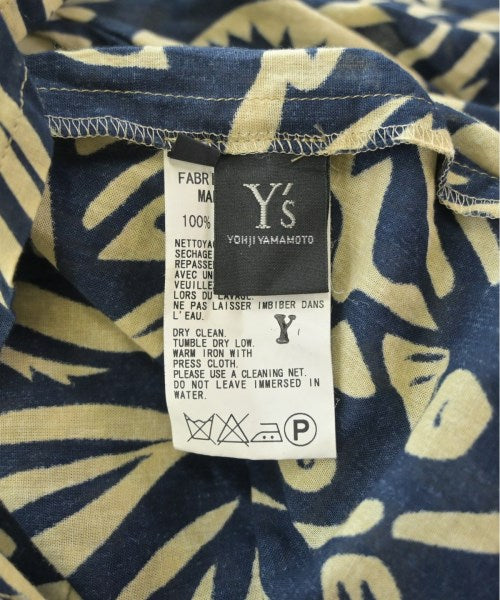 FABRI
MA
100%
Y's
YOHJI YAMAMOTO
NETTOYAG
SECHAGE
REPASSE
AVEC UN
VEUILLE
LORS DU LAVAGE.
NE PAS LAISSER IMBIBER DANS
L'EAU.
Y
DRY CLEAN.
TUMBLE DRY LOW.
WARM IRON WITH
PRESS CLOTH.
PLEASE USE A CLEANING NET.
DO NOT LEAVE IMMERSED IN
WATER.
P